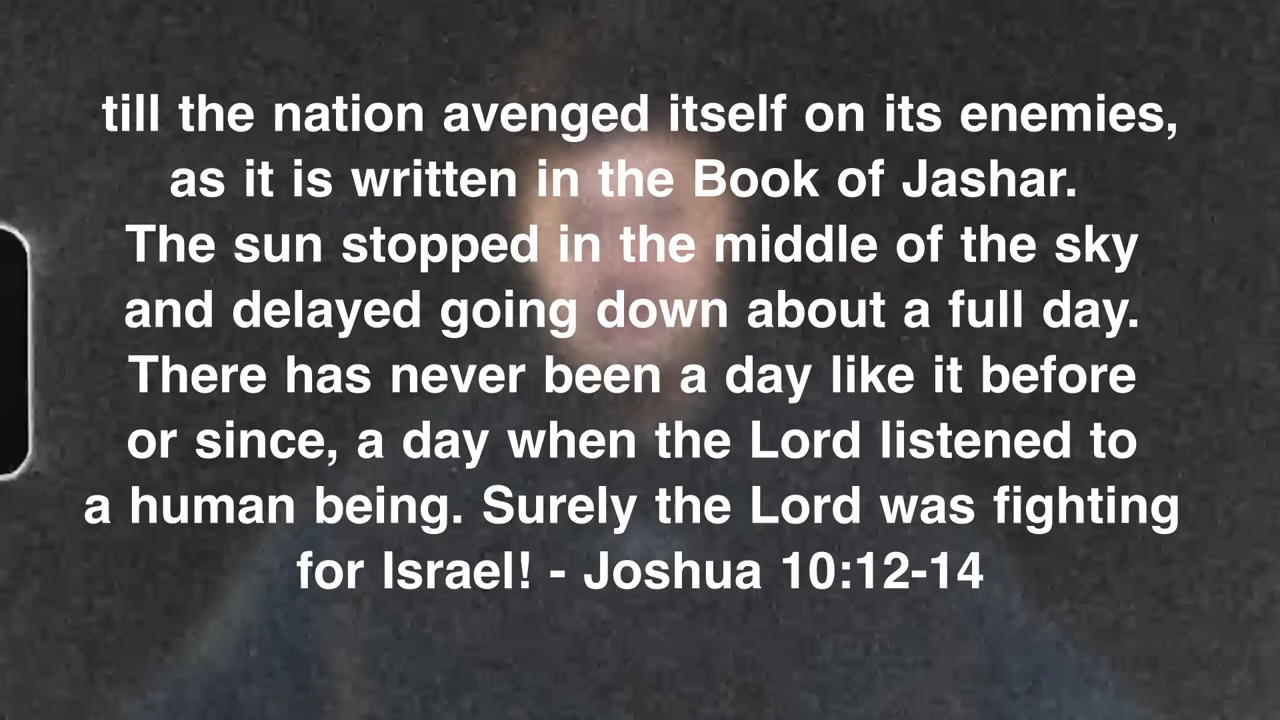 till the nation avenged itself on its enemies,
as it is written in the Book of Jashar.
The sun stopped in the middle of the sky
and delayed going down about a full day.
There has never been a day like it before
or since, a day when the Lord listened to
a human being. Surely the Lord was fighting
for Israel! - Joshua 10:12-14